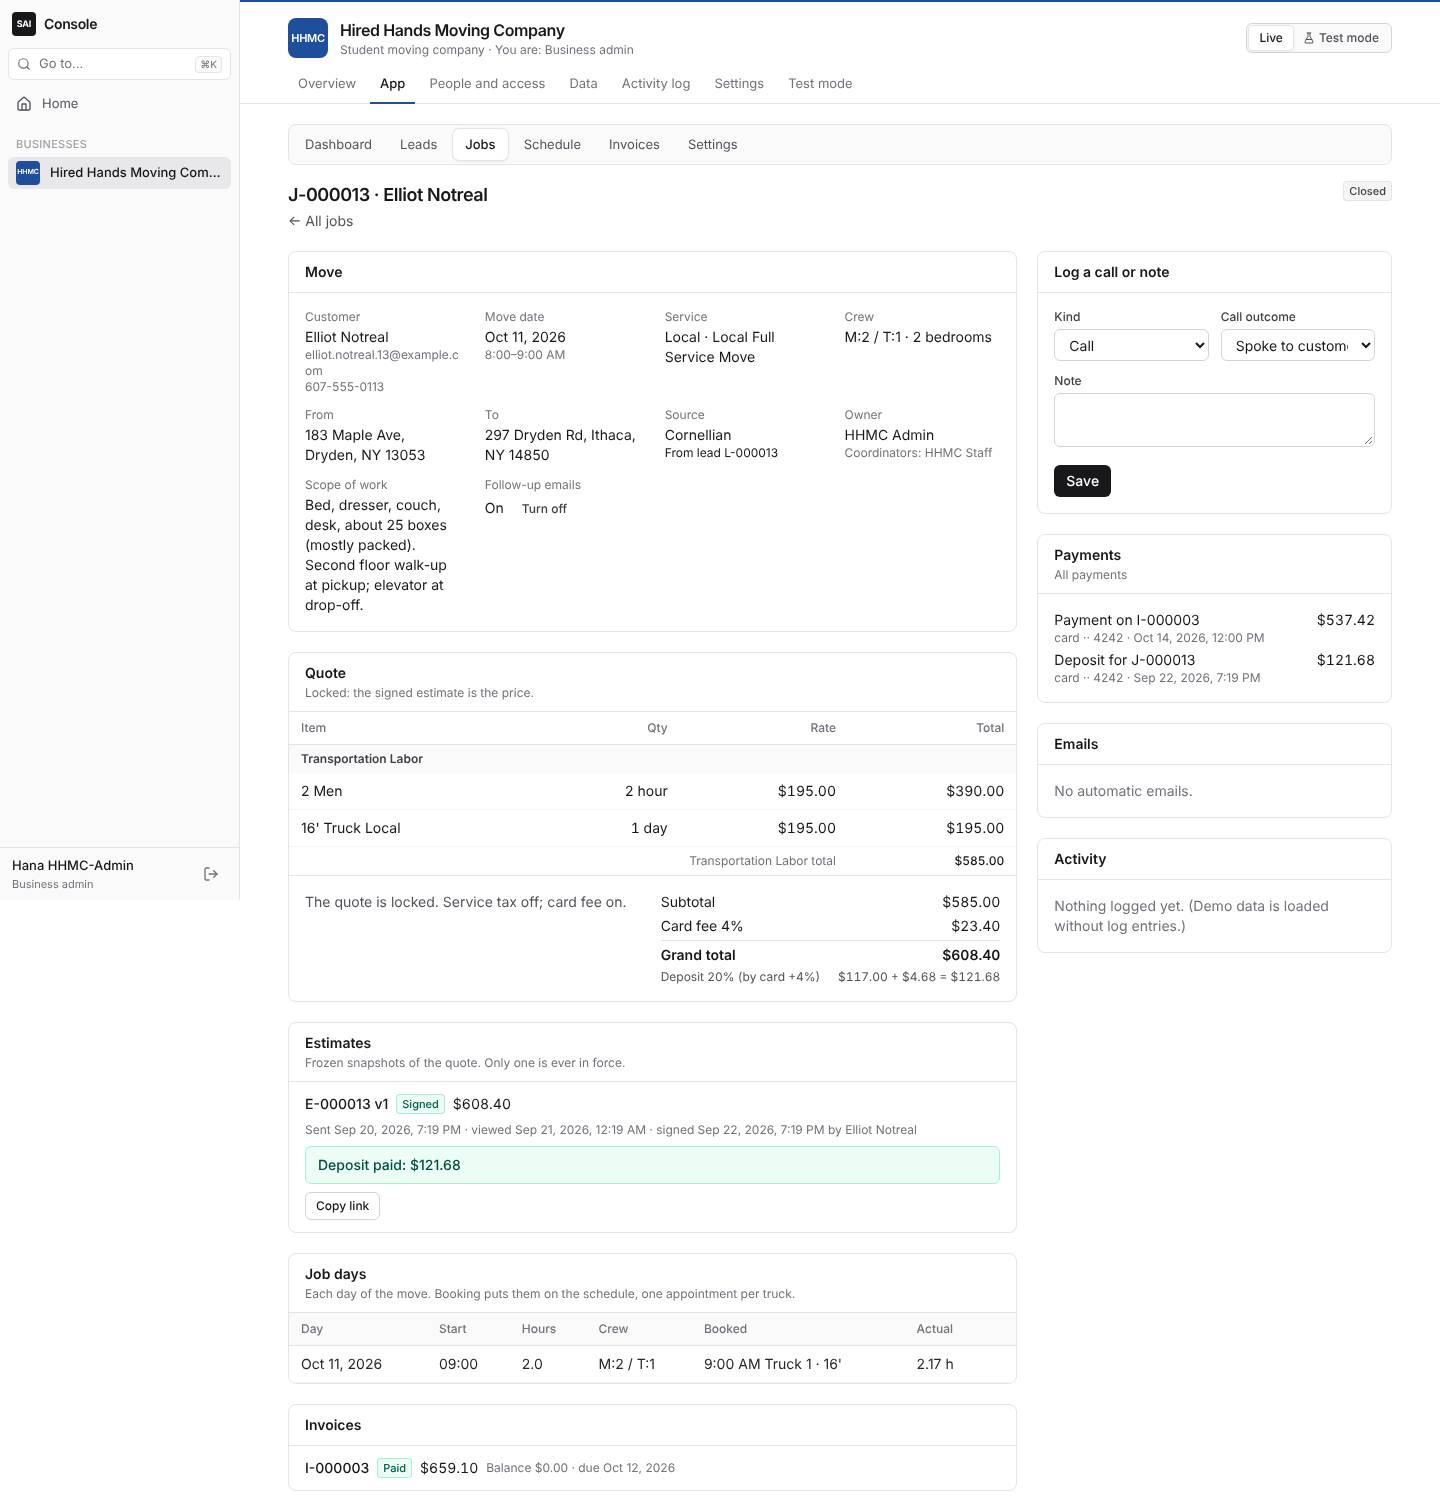 SAI Console
Go to... ⌘K
Home
BUSINESSES
HHMC Hired Hands Moving Com...
Hana HHMC-Admin
Business admin
HHMC
Hired Hands Moving Company
Student moving company · You are: Business admin
Live Test mode
Overview App People and access Data Activity log Settings Test mode
Dashboard Leads Jobs Schedule Invoices Settings
J-000013 · Elliot Notreal
Closed
← All jobs
Move
Customer
Elliot Notreal
elliot.notreal.13@example.c
om
607-555-0113
Move date
Oct 11, 2026
8:00–9:00 AM
Service
Local · Local Full
Service Move
Crew
M:2 / T:1 · 2 bedrooms
From
183 Maple Ave,
Dryden, NY 13053
To
297 Dryden Rd, Ithaca,
NY 14850
Source
Cornellian
From lead L-000013
Owner
HHMC Admin
Coordinators: HHMC Staff
Scope of work
Bed, dresser, couch,
desk, about 25 boxes
(mostly packed).
Second floor walk-up
at pickup; elevator at
drop-off.
Follow-up emails
On Turn off
Quote
Locked: the signed estimate is the price.
Item Qty Rate Total
Transportation Labor
2 Men 2 hour $195.00 $390.00
16' Truck Local 1 day $195.00 $195.00
Transportation Labor total $585.00
The quote is locked. Service tax off; card fee on.
Subtotal $585.00
Card fee 4% $23.40
Grand total $608.40
Deposit 20% (by card +4%) $117.00 + $4.68 = $121.68
Estimates
Frozen snapshots of the quote. Only one is ever in force.
E-000013 v1 Signed $608.40
Sent Sep 20, 2026, 7:19 PM · viewed Sep 21, 2026, 12:19 AM · signed Sep 22, 2026, 7:19 PM by Elliot Notreal
Deposit paid: $121.68
Copy link
Job days
Each day of the move. Booking puts them on the schedule, one appointment per truck.
Day Start Hours Crew Booked Actual
Oct 11, 2026 09:00 2.0 M:2 / T:1 9:00 AM Truck 1 · 16' 2.17 h
Invoices
I-000003 Paid $659.10 Balance $0.00 · due Oct 12, 2026
Log a call or note
Kind
Call
Call outcome
Spoke to custome
Note
Save
Payments
All payments
Payment on I-000003 $537.42
card ·· 4242 · Oct 14, 2026, 12:00 PM
Deposit for J-000013 $121.68
card ·· 4242 · Sep 22, 2026, 7:19 PM
Emails
No automatic emails.
Activity
Nothing logged yet. (Demo data is loaded
without log entries.)